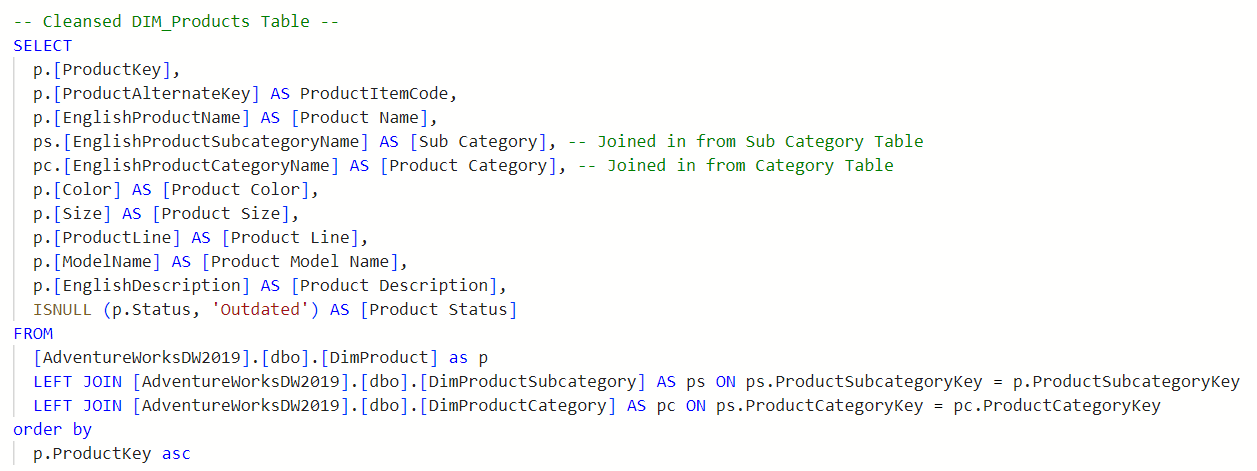 -- Cleansed DIM_Products Table --
SELECT
p.[ProductKey],
p.[ProductAlternateKey] AS ProductItemCode,
p.[EnglishProductName] AS [Product Name],
ps.[EnglishProductSubcategoryName] AS [Sub Category], -- Joined in from Sub Category Table
pc.[EnglishProductCategoryName] AS [Product Category], -- Joined in from Category Table
p.[Color] AS [Product Color],
p.[Size] AS [Product Size],
p.[ProductLine] AS [Product Line],
p.[ModelName] AS [Product Model Name],
p.[EnglishDescription] AS [Product Description],
ISNULL (p.Status, 'Outdated') AS [Product Status]
FROM
[AdventureWorksDW2019].[dbo].[DimProduct] as p
LEFT JOIN [AdventureWorksDW2019].[dbo].[DimProductSubcategory] AS ps ON ps.ProductSubcategoryKey = p.ProductSubcategoryKey
LEFT JOIN [AdventureWorksDW2019].[dbo].[DimProductCategory] AS pc ON ps.ProductCategoryKey = pc.ProductCategoryKey
order by
p.ProductKey asc